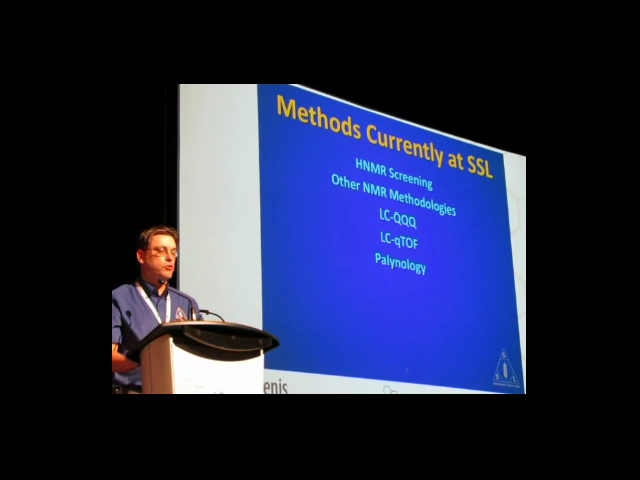 Methods Currently at SSL
HNMR Screening
Other NMR Methodologies
LC-QQQ
LC-qTOF
Palynology
enis